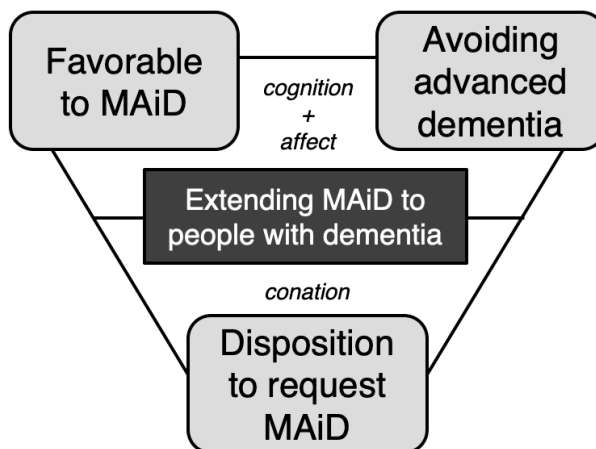 Favorable
to MAiD
Avoiding
advanced
dementia
cognition
+
affect
Extending MAiD to
people with dementia
conation
Disposition
to request
MAiD